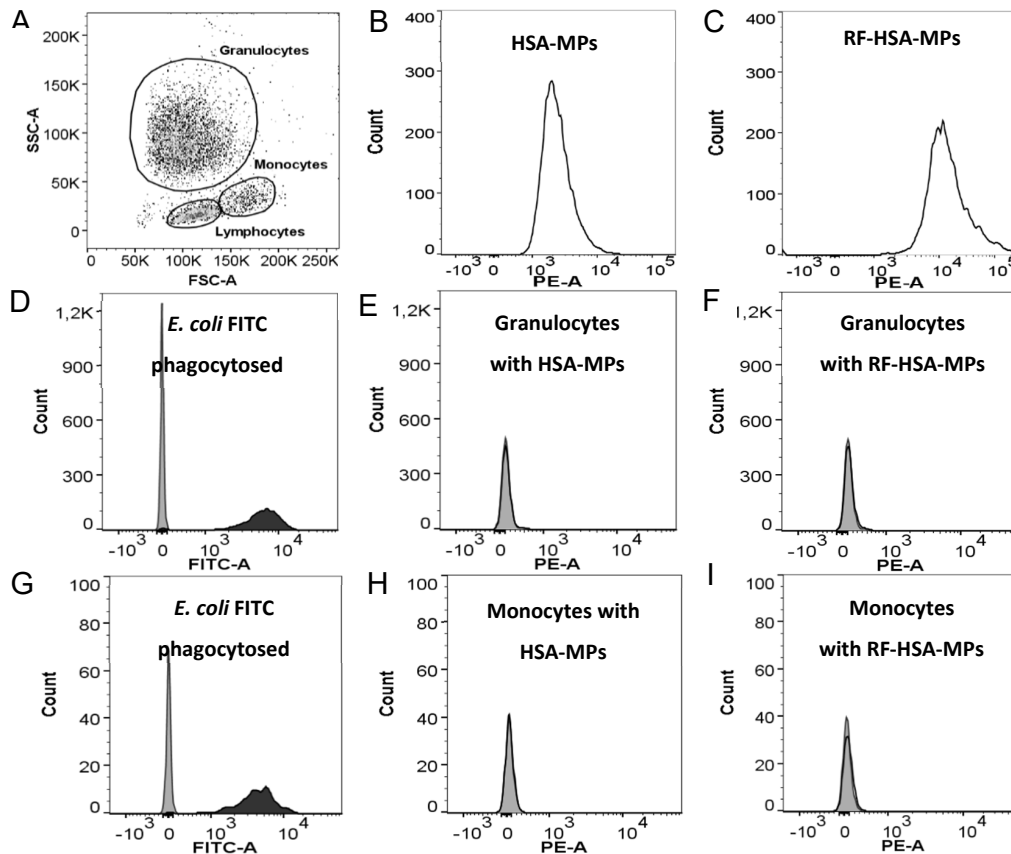 A
200K
150K
100K
50K
0
SSC-A
Granulocytes
Monocytes
Lymphocytes
0 50K 100K 150K 200K 250K
FSC-A
B
HSA-MPs
400
300
200
100
0
Count
-10³ 0 10³ 10⁴ 10⁵
PE-A
C
RF-HSA-MPs
400
300
200
100
0
Count
-10³ 0 10³ 10⁴ 10⁵
PE-A
D
E. coli FITC
phagocytosed
1,2K
900
600
300
0
Count
-10³ 0 10³ 10⁴
FITC-A
E
Granulocytes
with HSA-MPs
1,2K
900
600
300
0
Count
-10³ 0 10³ 10⁴
PE-A
F
Granulocytes
with RF-HSA-MPs
1,2K
900
600
300
0
Count
-10³ 0 10³ 10⁴
PE-A
G
E. coli FITC
phagocytosed
100
80
60
40
20
0
Count
-10³ 0 10³ 10⁴
FITC-A
H
Monocytes with
HSA-MPs
100
80
60
40
20
0
Count
-10³ 0 10³ 10⁴
PE-A
I
Monocytes
with RF-HSA-MPs
100
80
60
40
20
0
Count
-10³ 0 10³ 10⁴
PE-A